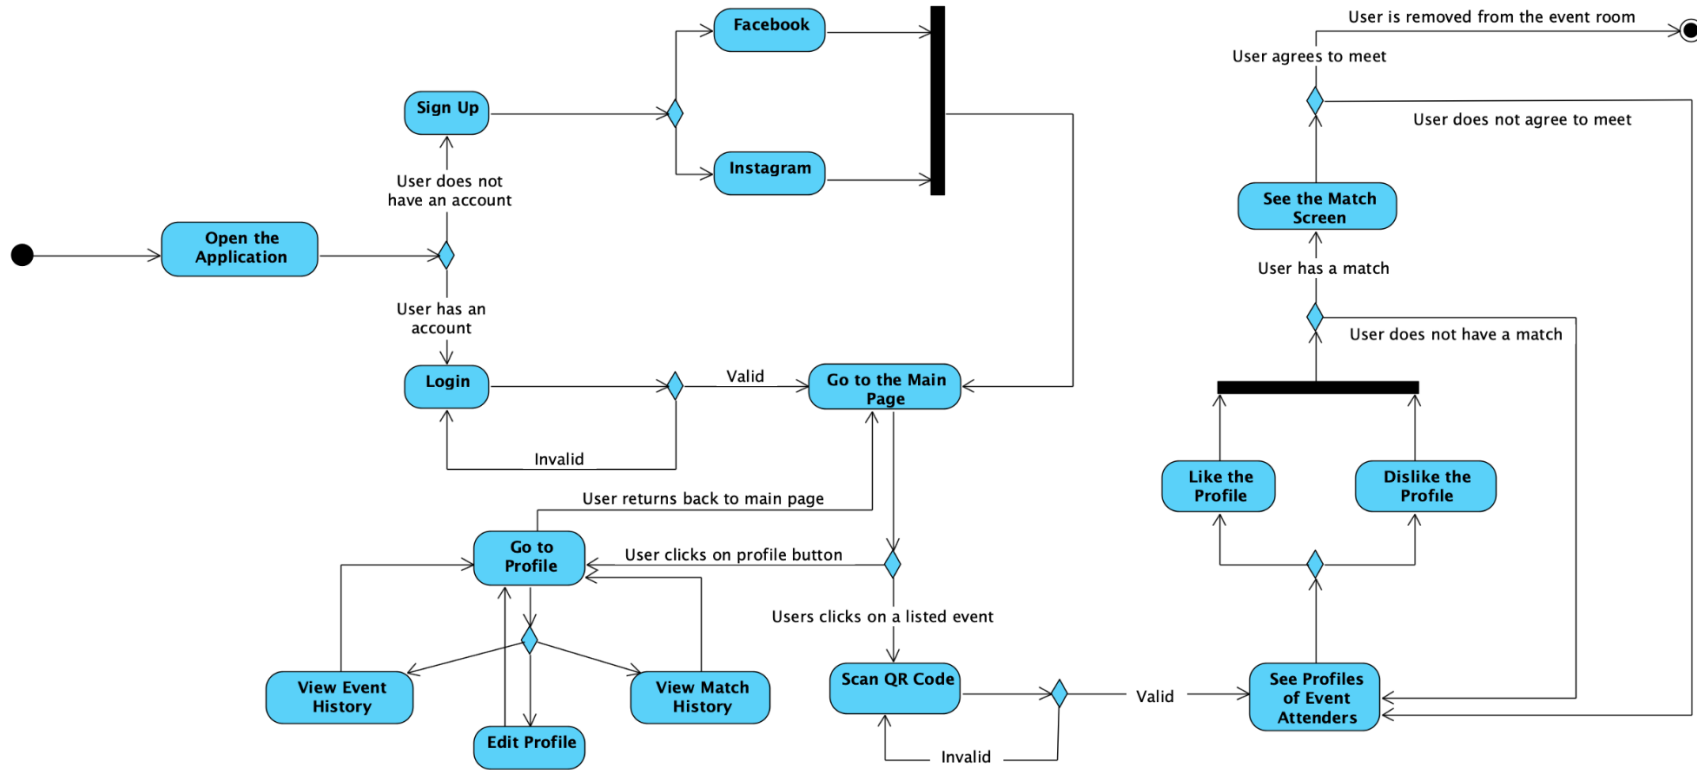 Facebook
User is removed from the event room
User agrees to meet
Sign Up
User does not agree to meet
Instagram
User does not
have an account
See the Match
Screen
Open the
Application
User has a match
User has an
account
User does not have a match
Login
Valid
Go to the Main
Page
Invalid
Like the
Profile
Dislike the
Profile
User returns back to main page
Go to
Profile
User clicks on profile button
Users clicks on a listed event
View Event
History
View Match
History
Scan QR Code
Valid
See Profiles
of Event
Attenders
Edit Profile
Invalid